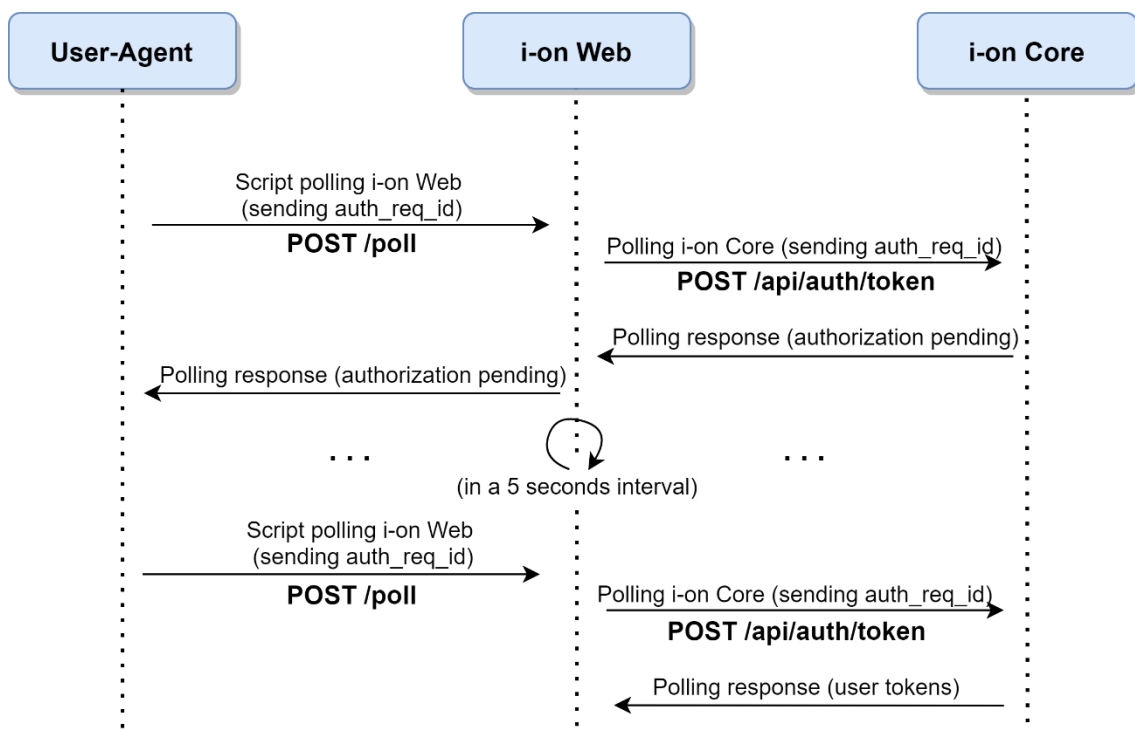 User-Agent
i-on Web
i-on Core
Script polling i-on Web
(sending auth_req_id)
POST /poll
Polling i-on Core (sending auth_req_id)
POST /api/auth/token
Polling response (authorization pending)
Polling response (authorization pending)
...
...
(in a 5 seconds interval)
Script polling i-on Web
(sending auth_req_id)
POST /poll
Polling i-on Core (sending auth_req_id)
POST /api/auth/token
Polling response (user tokens)